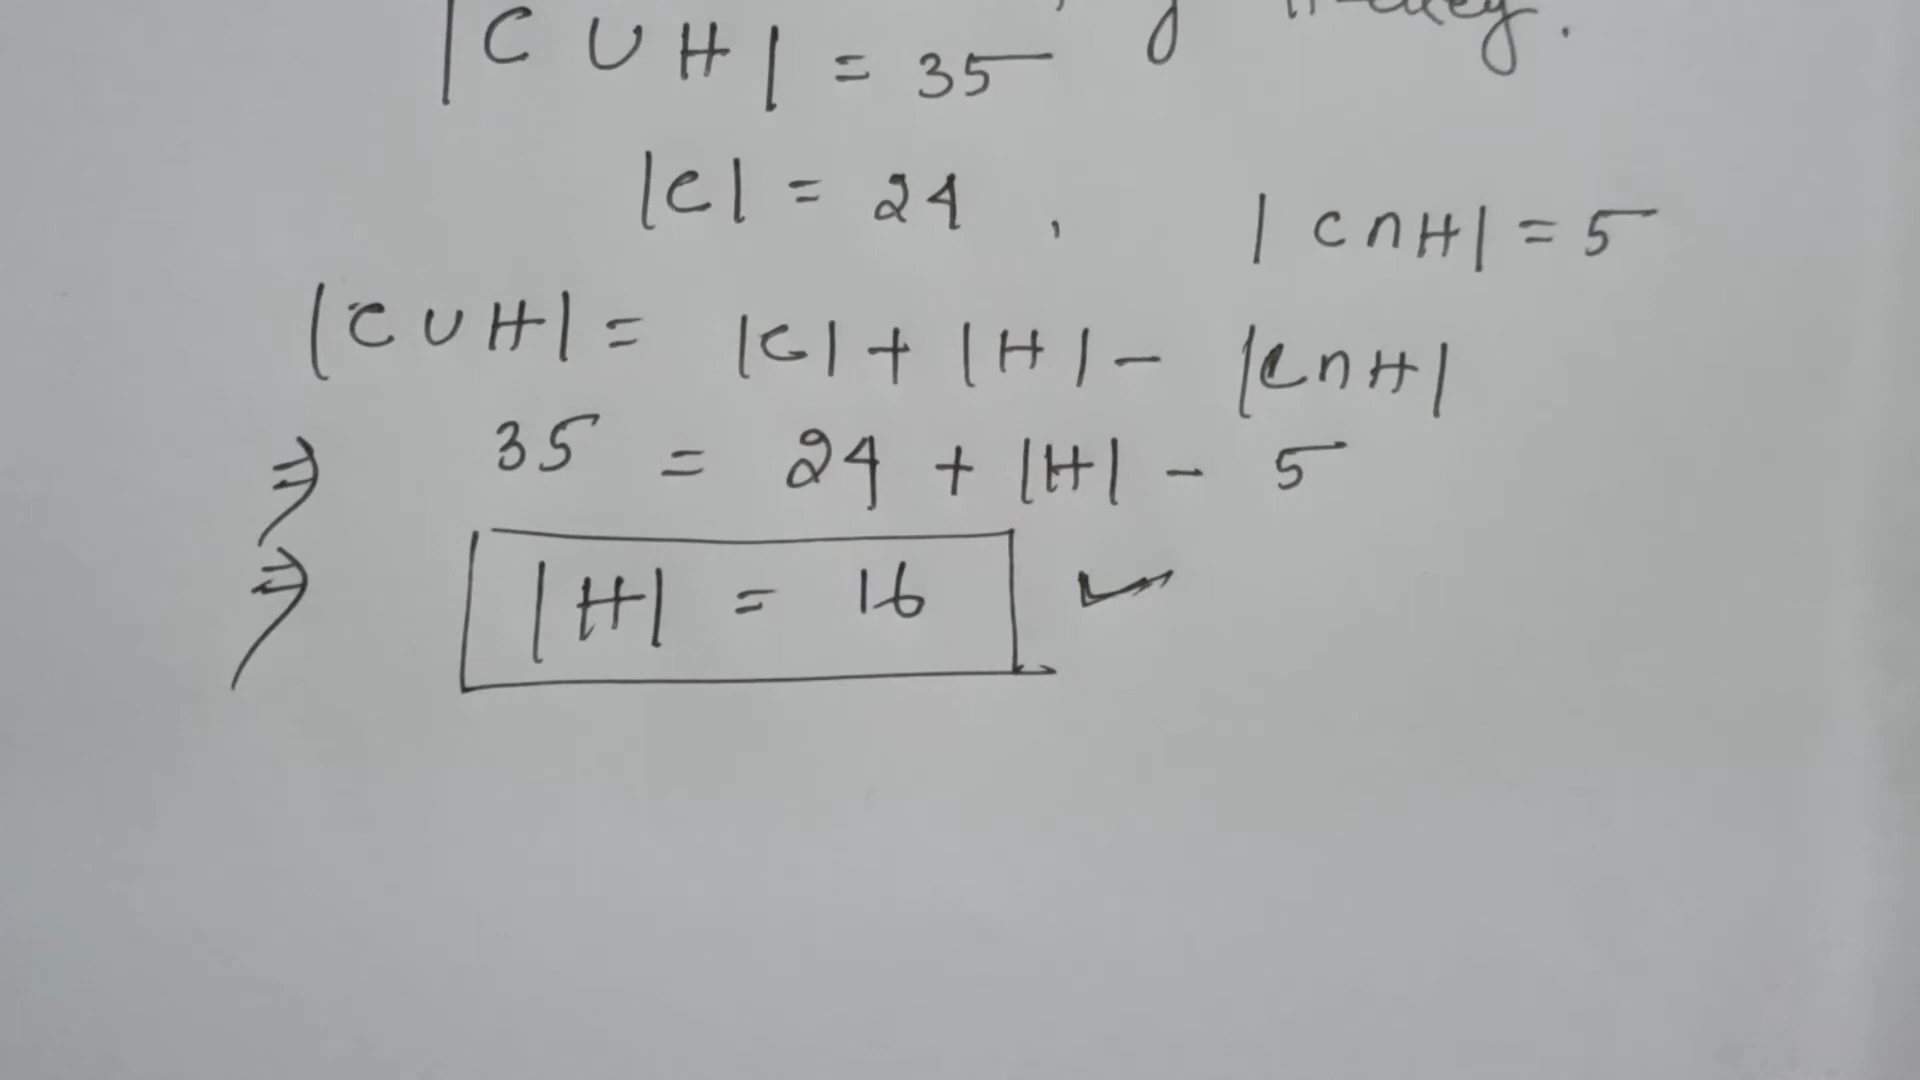 |C ∪ H| = 35
|C| = 24 , |C∩H| = 5
|C ∪ H| = |C| + |H| - |C∩H|
⇒ 35 = 24 + |H| - 5
⇒ |H| = 16 ✓